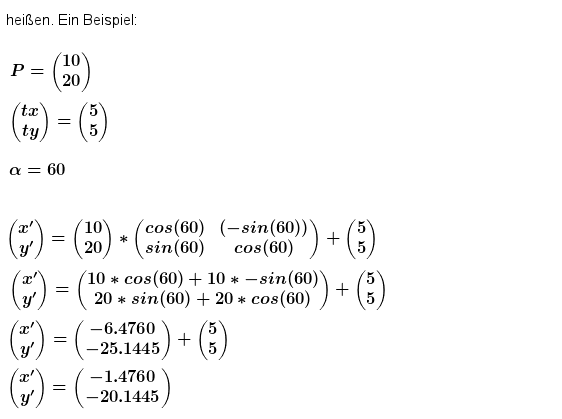 heißen. Ein Beispiel:
P = (10 20)
(tx ty) = (5 5)
α = 60
(x′ y′) = (10 20) * (cos(60) (−sin(60)) sin(60) cos(60)) + (5 5)
(x′ y′) = (10 * cos(60) + 10 * −sin(60) 20 * sin(60) + 20 * cos(60)) + (5 5)
(x′ y′) = (−6.4760 −25.1445) + (5 5)
(x′ y′) = (−1.4760 −20.1445)